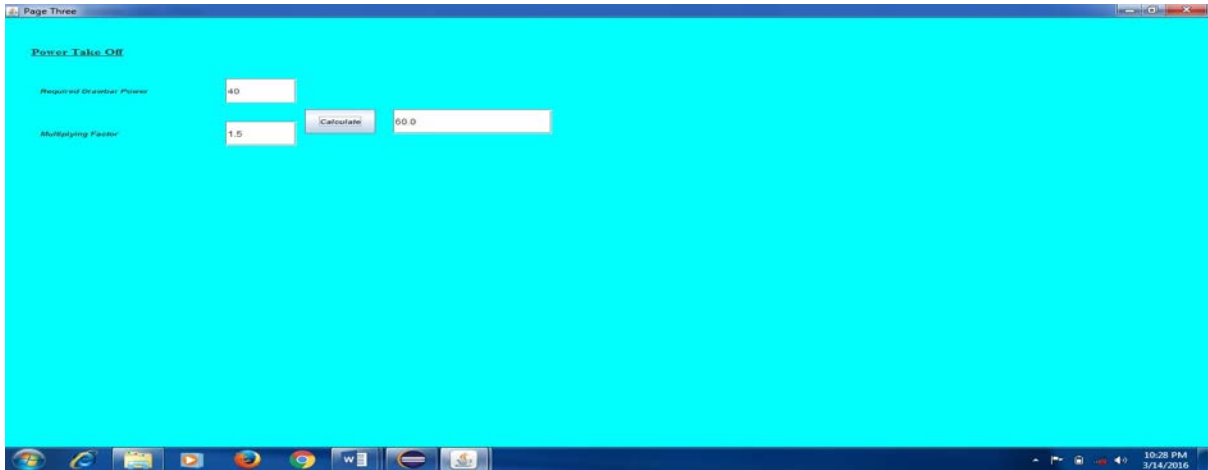 Page Three
Power Take Off
Required Drawbar Power
40
Calculate
60.0
Multiplying Factor
1.5
10:28 PM
3/14/2016